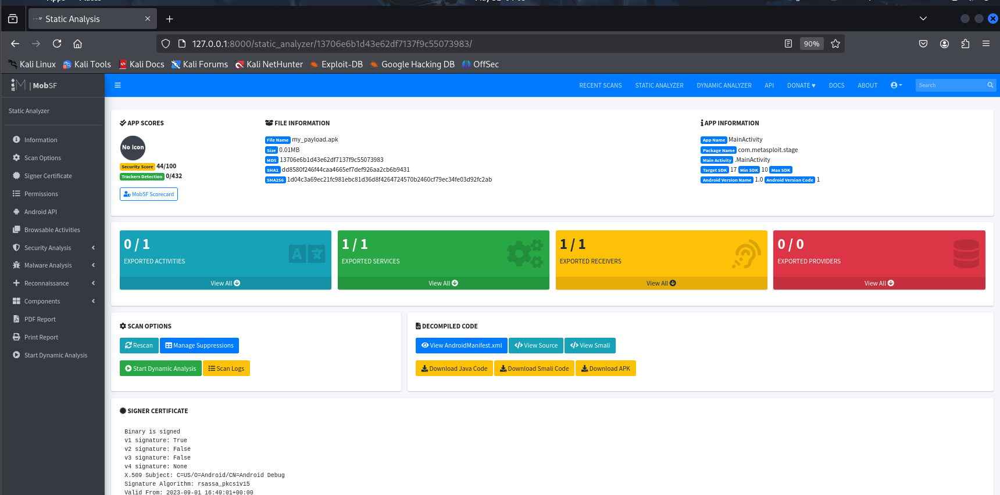 Static Analysis
127.0.0.1:8000/static_analyzer/13706e6b1d43e62df7137f9c55073983/
90%
Kali Linux Kali Tools Kali Docs Kali Forums Kali NetHunter Exploit-DB Google Hacking DB OffSec
| MobSF
RECENT SCANS STATIC ANALYZER DYNAMIC ANALYZER API DONATE ♥ DOCS ABOUT Search
Static Analyzer
Information
Scan Options
Signer Certificate
Permissions
Android API
Browsable Activities
Security Analysis
Malware Analysis
Reconnaissance
Components
PDF Report
Print Report
Start Dynamic Analysis
APP SCORES
No Icon
Security Score 44/100
Trackers Detection 0/432
MobSF Scorecard
FILE INFORMATION
File Name my_payload.apk
Size 0.01MB
MD5 13706e6b1d43e62df7137f9c55073983
SHA1 dd8580f246f44caa4665ef7def926aa2cb6b9431
SHA256 1d04c3a69ec21fc981ebc81d36d8f4264724570b2460cf79ec34fe03d92fc2ab
APP INFORMATION
App Name MainActivity
Package Name com.metasploit.stage
Main Activity .MainActivity
Target SDK 17 Min SDK 10 Max SDK
Android Version Name 1.0 Android Version Code 1
0 / 1
EXPORTED ACTIVITIES
View All
1 / 1
EXPORTED SERVICES
View All
1 / 1
EXPORTED RECEIVERS
View All
0 / 0
EXPORTED PROVIDERS
View All
SCAN OPTIONS
Rescan Manage Suppressions
Start Dynamic Analysis Scan Logs
DECOMPILED CODE
View AndroidManifest.xml View Source View Smali
Download Java Code Download Smali Code Download APK
SIGNER CERTIFICATE
Binary is signed
v1 signature: True
v2 signature: False
v3 signature: False
v4 signature: None
X.509 Subject: C=US/O=Android/CN=Android Debug
Signature Algorithm: rsassa_pkcs1v15
Valid From: 2023-09-01 16:49:01+00:00